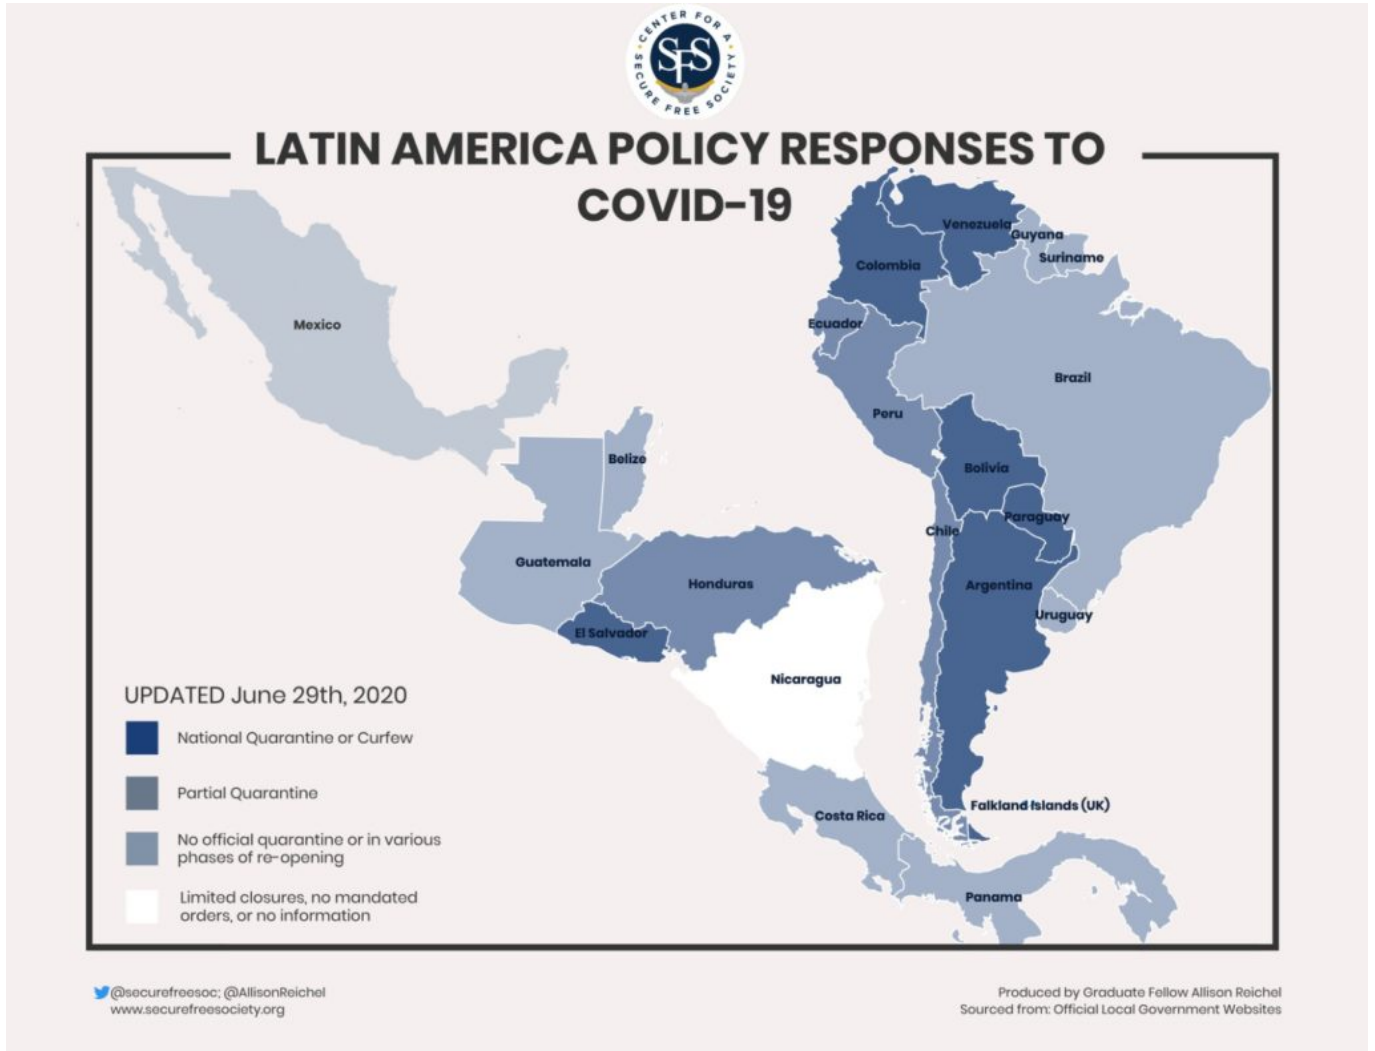 CENTER FOR A
SECURE FREE SOCIETY
SFS
LATIN AMERICA POLICY RESPONSES TO
COVID-19
Venezuela
Guyana
Suriname
Colombia
Ecuador
Mexico
Brazil
Peru
Belize
Bolivia
Paraguay
Chile
Guatemala
Honduras
Argentina
Uruguay
El Salvador
Nicaragua
UPDATED June 29th, 2020
National Quarantine or Curfew
Partial Quarantine
Falkland Islands (UK)
Costa Rica
No official quarantine or in various
phases of re-opening
Panama
Limited closures, no mandated
orders, or no information
@securefreesoc; @AllisonReichel
www.securefreesociety.org
Produced by Graduate Fellow Allison Reichel
Sourced from: Official Local Government Websites